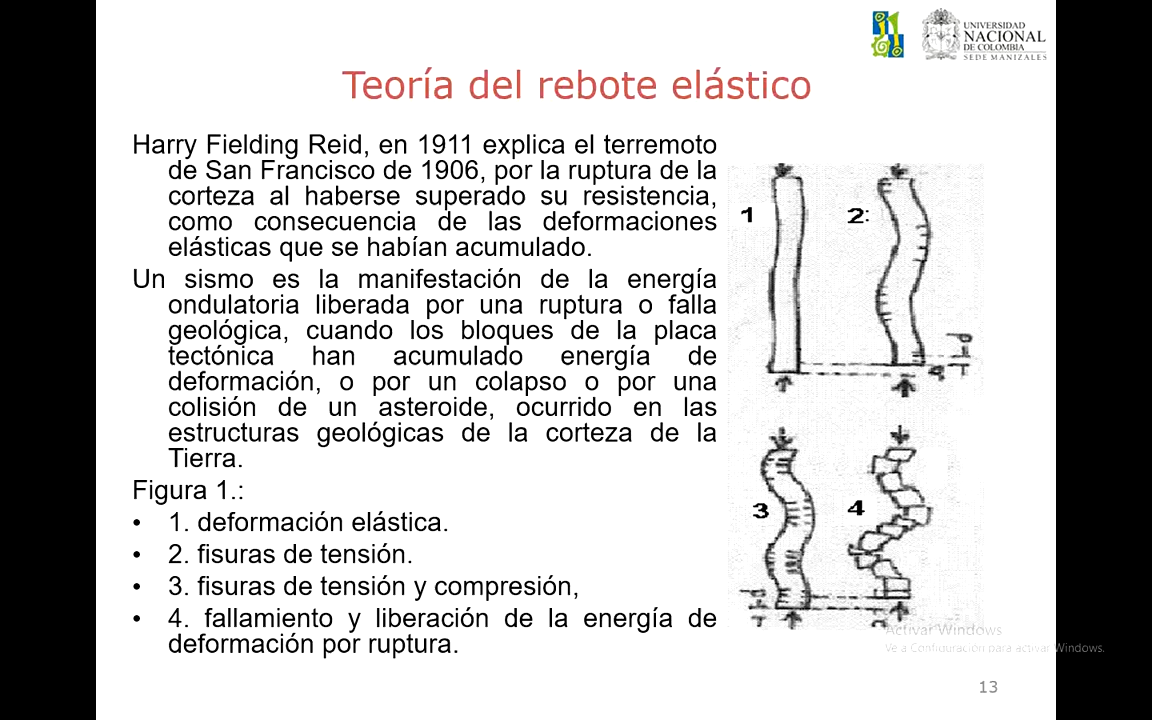 UNIVERSIDAD
NACIONAL
DE COLOMBIA
SEDE MANIZALES
Teoría del rebote elástico
Harry Fielding Reid, en 1911 explica el terremoto
de San Francisco de 1906, por la ruptura de la
corteza al haberse superado su resistencia,
como consecuencia de las deformaciones
elásticas que se habían acumulado.
Un sismo es la manifestación de la energía
ondulatoria liberada por una ruptura o falla
geológica, cuando los bloques de la placa
tectónica han acumulado energía de
deformación, o por un colapso o por una
colisión de un asteroide, ocurrido en las
estructuras geológicas de la corteza de la
Tierra.
Figura 1.:
• 1. deformación elástica.
• 2. fisuras de tensión.
• 3. fisuras de tensión y compresión,
• 4. fallamiento y liberación de la energía de
deformación por ruptura.
1
2:
3
4
Activar Windows
Ve a Configuración para activar Windows.
13